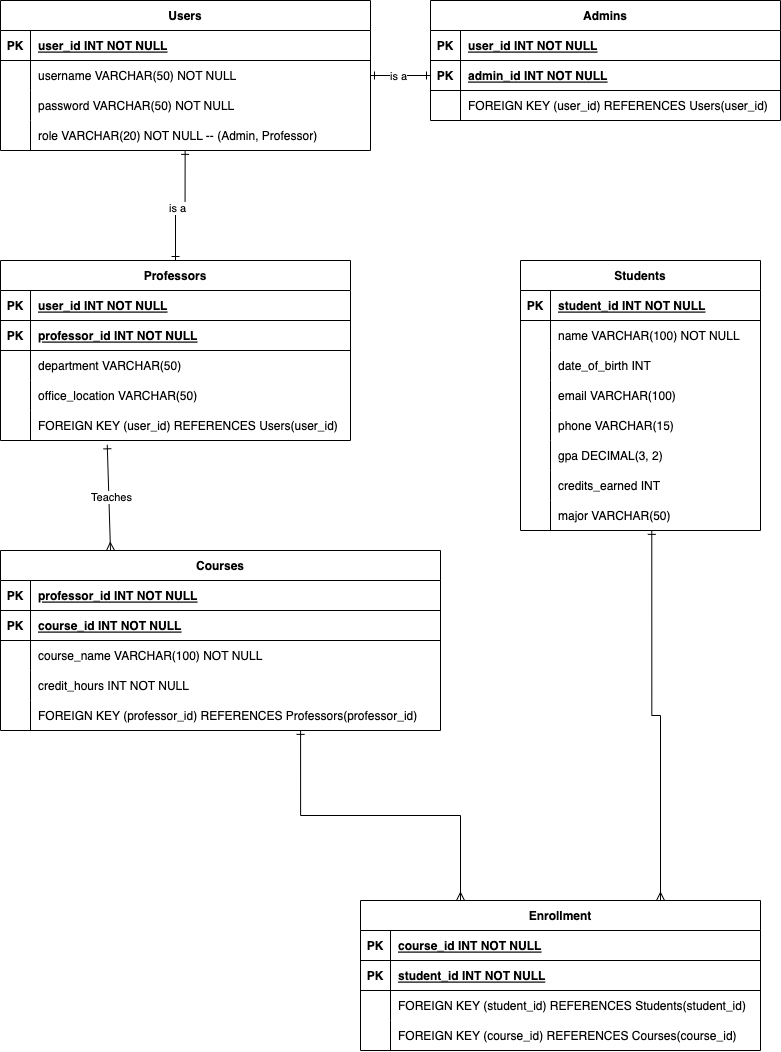 Users
PK user_id INT NOT NULL
username VARCHAR(50) NOT NULL
password VARCHAR(50) NOT NULL
role VARCHAR(20) NOT NULL -- (Admin, Professor)
is a
Admins
PK user_id INT NOT NULL
PK admin_id INT NOT NULL
FOREIGN KEY (user_id) REFERENCES Users(user_id)
is a
Professors
PK user_id INT NOT NULL
PK professor_id INT NOT NULL
department VARCHAR(50)
office_location VARCHAR(50)
FOREIGN KEY (user_id) REFERENCES Users(user_id)
Students
PK student_id INT NOT NULL
name VARCHAR(100) NOT NULL
date_of_birth INT
email VARCHAR(100)
phone VARCHAR(15)
gpa DECIMAL(3, 2)
credits_earned INT
major VARCHAR(50)
Teaches
Courses
PK professor_id INT NOT NULL
PK course_id INT NOT NULL
course_name VARCHAR(100) NOT NULL
credit_hours INT NOT NULL
FOREIGN KEY (professor_id) REFERENCES Professors(professor_id)
Enrollment
PK course_id INT NOT NULL
PK student_id INT NOT NULL
FOREIGN KEY (student_id) REFERENCES Students(student_id)
FOREIGN KEY (course_id) REFERENCES Courses(course_id)